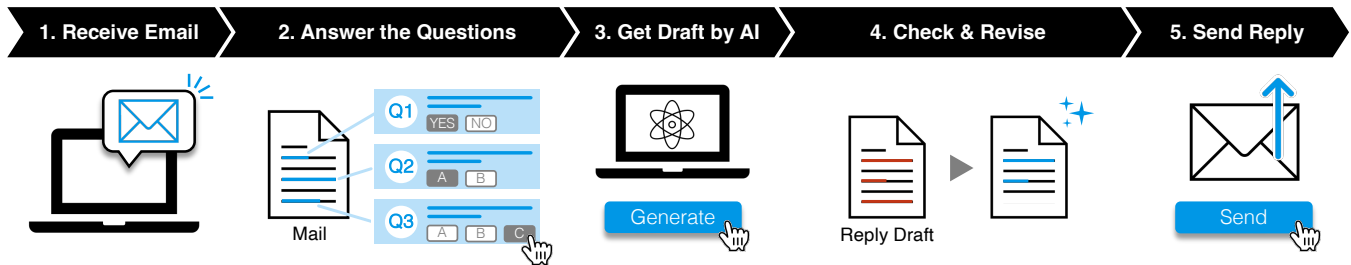 1. Receive Email
2. Answer the Questions
3. Get Draft by AI
4. Check & Revise
5. Send Reply
Q1
YES NO
Q2
A B
Q3
A B C
Mail
Generate
Reply Draft
Send